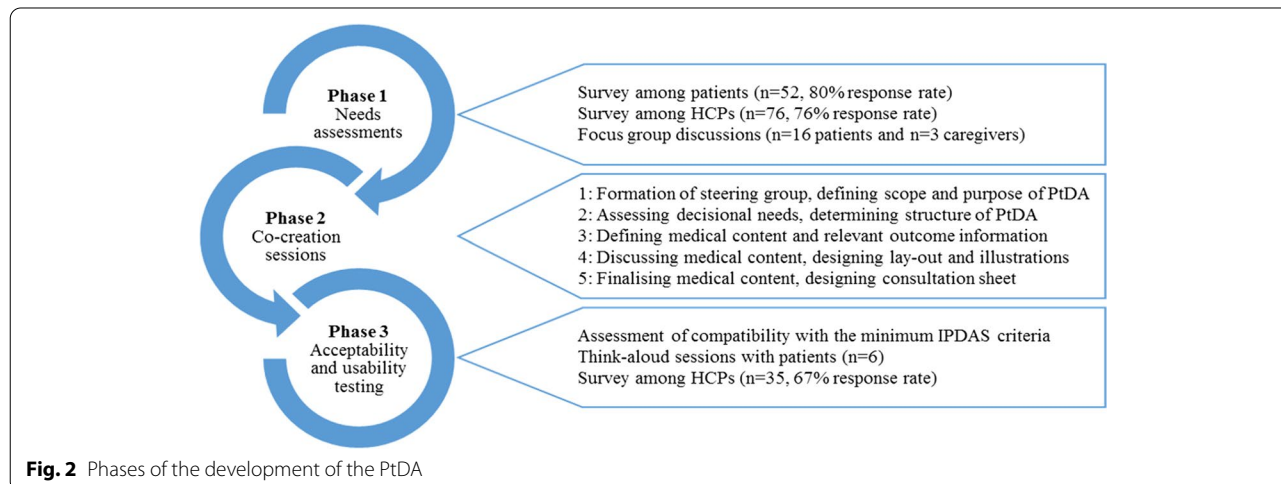 Phase 1
Needs
assessments
Survey among patients (n=52, 80% response rate)
Survey among HCPs (n=76, 76% response rate)
Focus group discussions (n=16 patients and n=3 caregivers)
Phase 2
Co-creation
sessions
1: Formation of steering group, defining scope and purpose of PtDA
2: Assessing decisional needs, determining structure of PtDA
3: Defining medical content and relevant outcome information
4: Discussing medical content, designing lay-out and illustrations
5: Finalising medical content, designing consultation sheet
Phase 3
Acceptability
and usability
testing
Assessment of compatibility with the minimum IPDAS criteria
Think-aloud sessions with patients (n=6)
Survey among HCPs (n=35, 67% response rate)
Fig. 2 Phases of the development of the PtDA